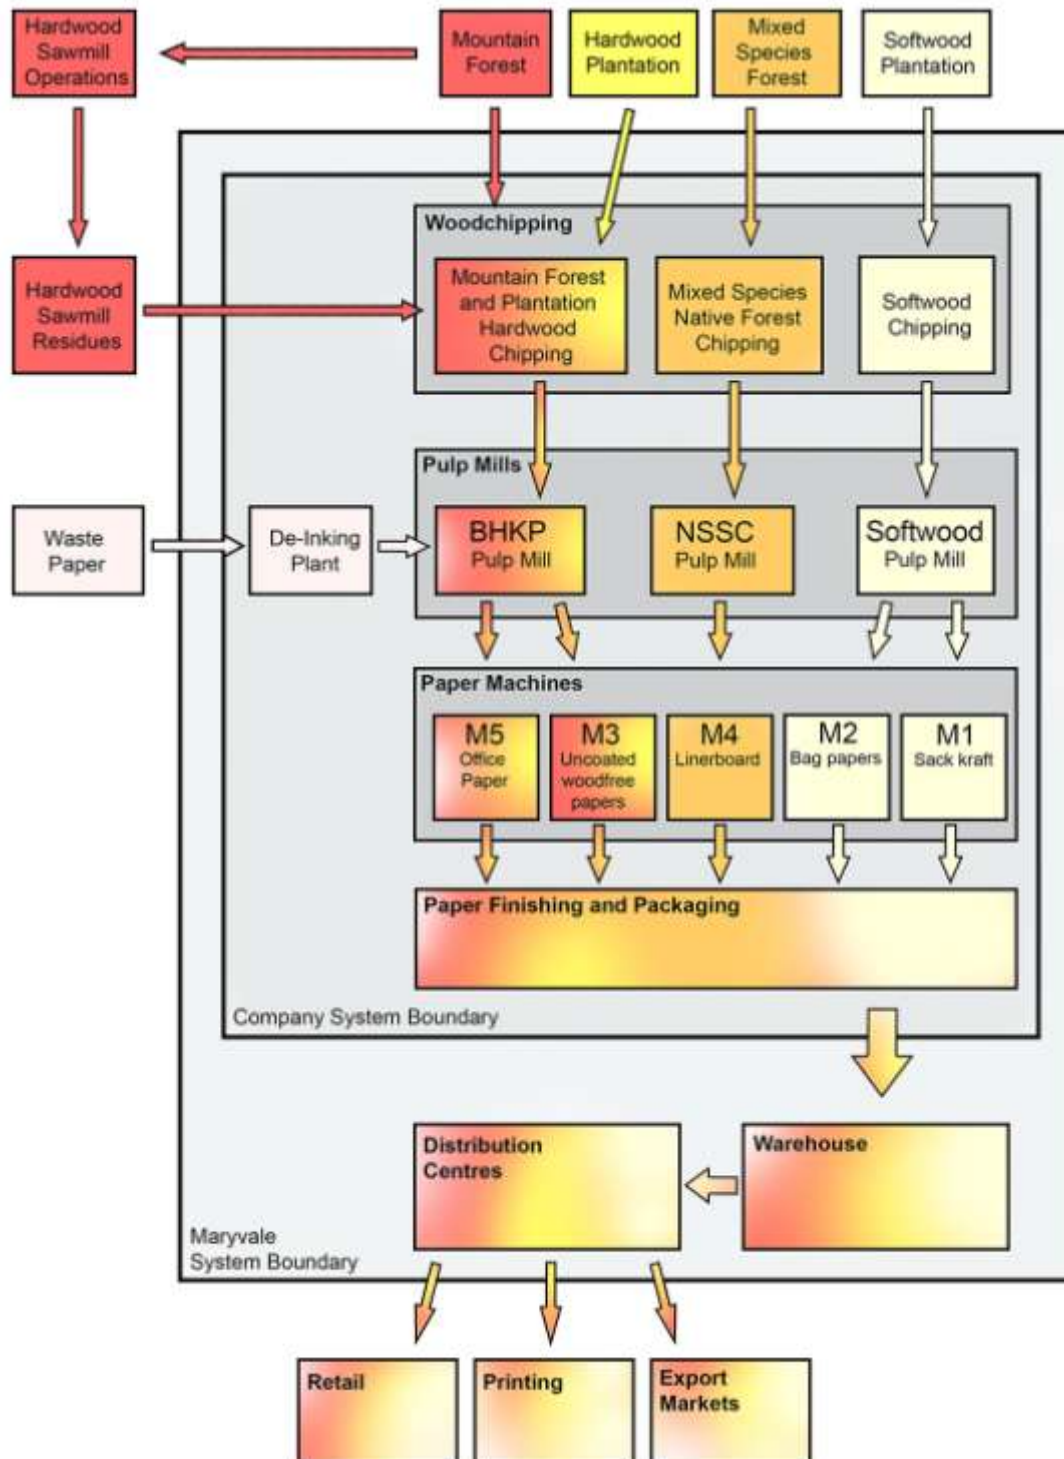 Hardwood
Sawmill
Operations
Mountain
Forest
Hardwood
Plantation
Mixed
Species
Forest
Softwood
Plantation
Woodchipping
Hardwood
Sawmill
Residues
Mountain Forest
and Plantation
Hardwood
Chipping
Mixed Species
Native Forest
Chipping
Softwood
Chipping
Pulp Mills
Waste
Paper
De-Inking
Plant
BHKP
Pulp Mill
NSSC
Pulp Mill
Softwood
Pulp Mill
Paper Machines
M5
Office
Paper
M3
Uncoated
woodfree
papers
M4
Linerboard
M2
Bag papers
M1
Sack kraft
Paper Finishing and Packaging
Company System Boundary
Distribution
Centres
Warehouse
Maryvale
System Boundary
Retail
Printing
Export
Markets